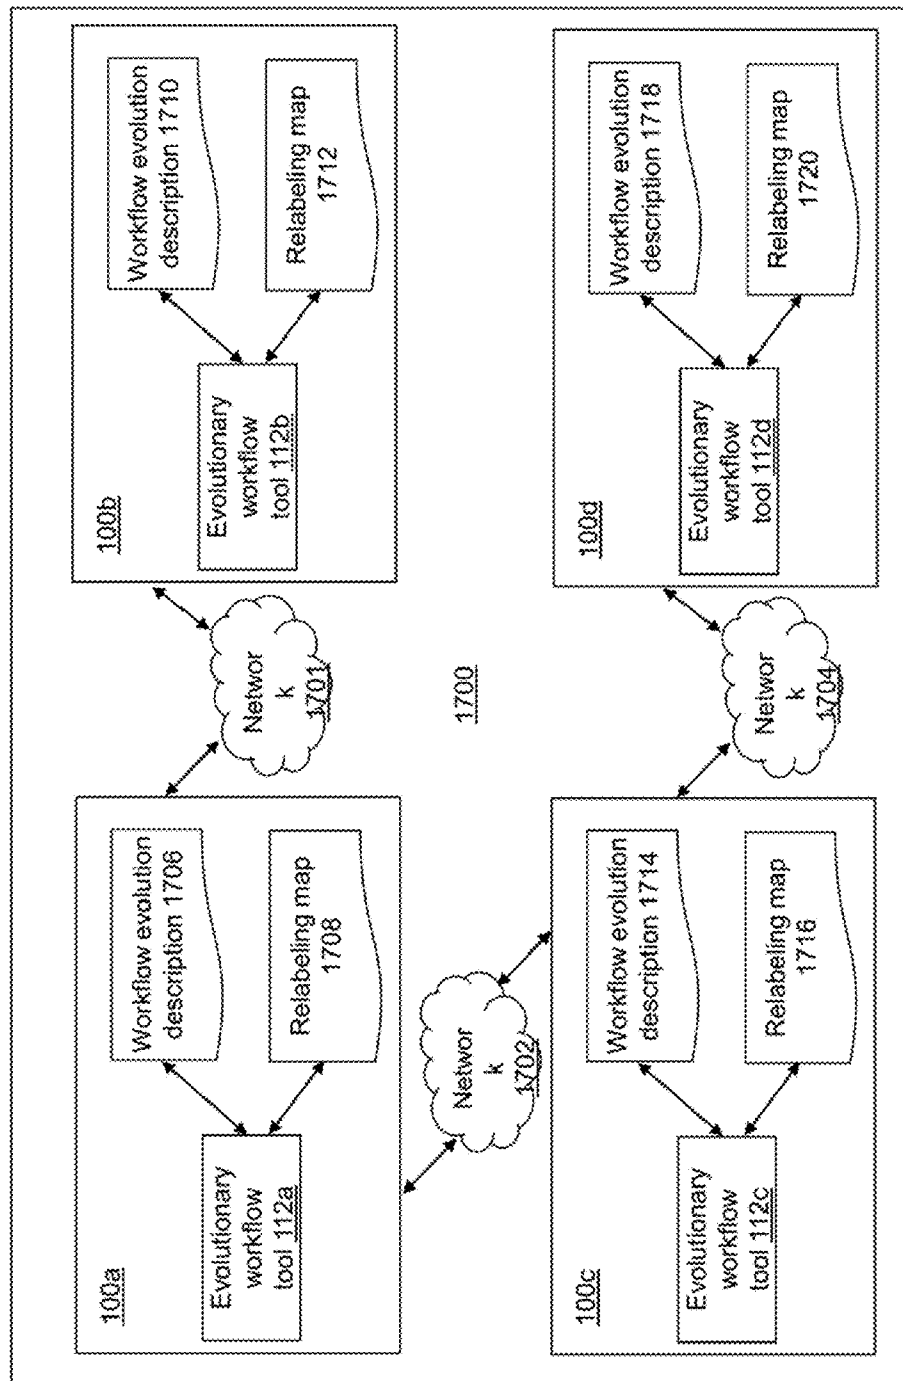 100a
Evolutionary
workflow
tool 112a
Workflow evolution
description 1706
Relabeling map
1708
Networ
k
1701
100b
Evolutionary
workflow
tool 112b
Workflow evolution
description 1710
Relabeling map
1712
Networ
k
1702
1700
100c
Evolutionary
workflow
tool 112c
Workflow evolution
description 1714
Relabeling map
1716
Networ
k
1704
100d
Evolutionary
workflow
tool 112d
Workflow evolution
description 1718
Relabeling map
1720